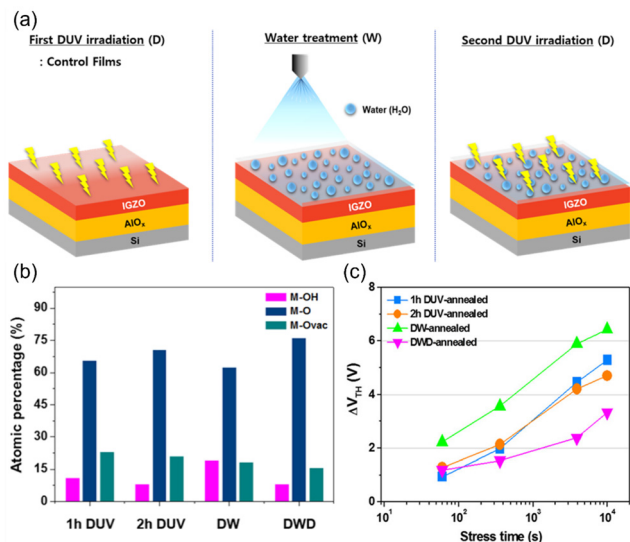 (a)
First DUV irradiation (D)
: Control Films
Water treatment (W)
Second DUV irradiation (D)
Water (H₂O)
IGZO
AlOₓ
Si
IGZO
AlOₓ
Si
IGZO
AlOₓ
Si
(b)
M-OH
M-O
M-Ovac
Atomic percentage (%)
90
75
60
45
30
15
0
1h DUV
2h DUV
DW
DWD
(c)
1h DUV-annealed
2h DUV-annealed
DW-annealed
DWD-annealed
ΔV_TH (V)
8
6
4
2
0
10¹
10²
10³
10⁴
Stress time (s)